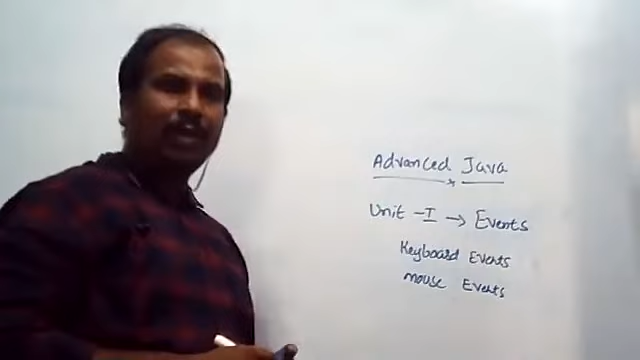 Advanced Java
Unit - I → Events
Keyboard Events
mouse Events